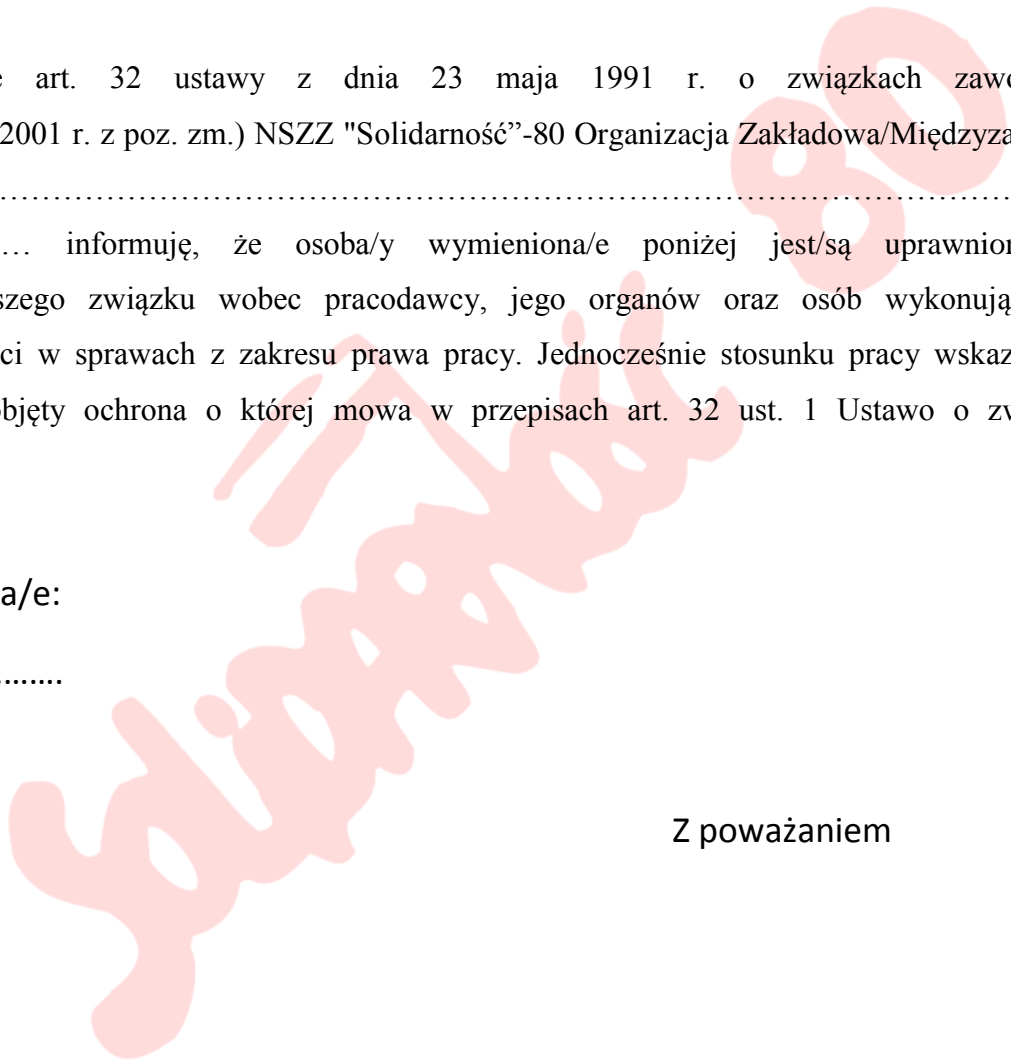 e art. 32 ustawy z dnia 23 maja 1991 r. o związkach zawo
2001 r. z poz. zm.) NSZZ "Solidarność”-80 Organizacja Zakładowa/Międzyza
……………………………………………………………………………………
… informuję, że osoba/y wymieniona/e poniżej jest/są uprawnion
szego związku wobec pracodawcy, jego organów oraz osób wykonują
ci w sprawach z zakresu prawa pracy. Jednocześnie stosunku pracy wskaz
objęty ochrona o której mowa w przepisach art. 32 ust. 1 Ustawo o zw
a/e:
........
Z poważaniem
Solidarność 80